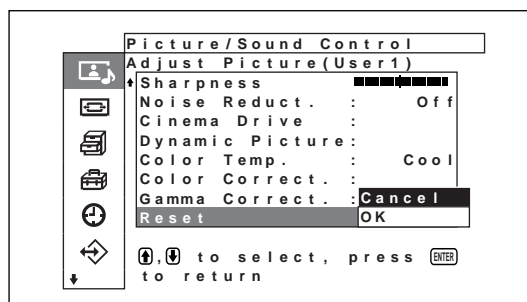 Picture/Sound Control
Adjust Picture(User1)
Sharpness
Noise Reduct. : Off
Cinema Drive :
Dynamic Picture:
Color Temp. : Cool
Color Correct. :
Gamma Correct. : Cancel
Reset OK
, to select, press ENTER
to return